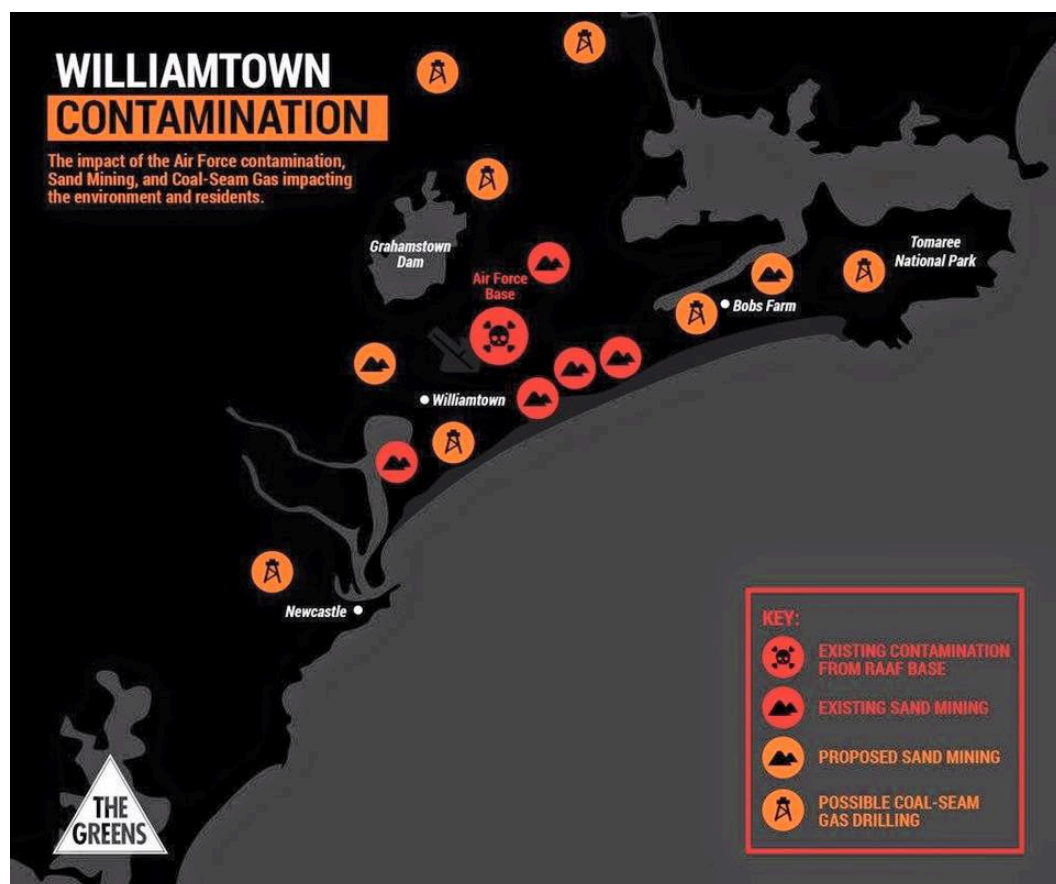 WILLIAMTOWN
CONTAMINATION
The impact of the Air Force contamination,
Sand Mining, and Coal-Seam Gas impacting
the environment and residents.
Grahamstown
Dam
Air Force
Base
Tomaree
National Park
Bobs Farm
Williamtown
Newcastle
KEY:
EXISTING CONTAMINATION
FROM RAAF BASE
EXISTING SAND MINING
PROPOSED SAND MINING
POSSIBLE COAL-SEAM
GAS DRILLING
THE
GREENS